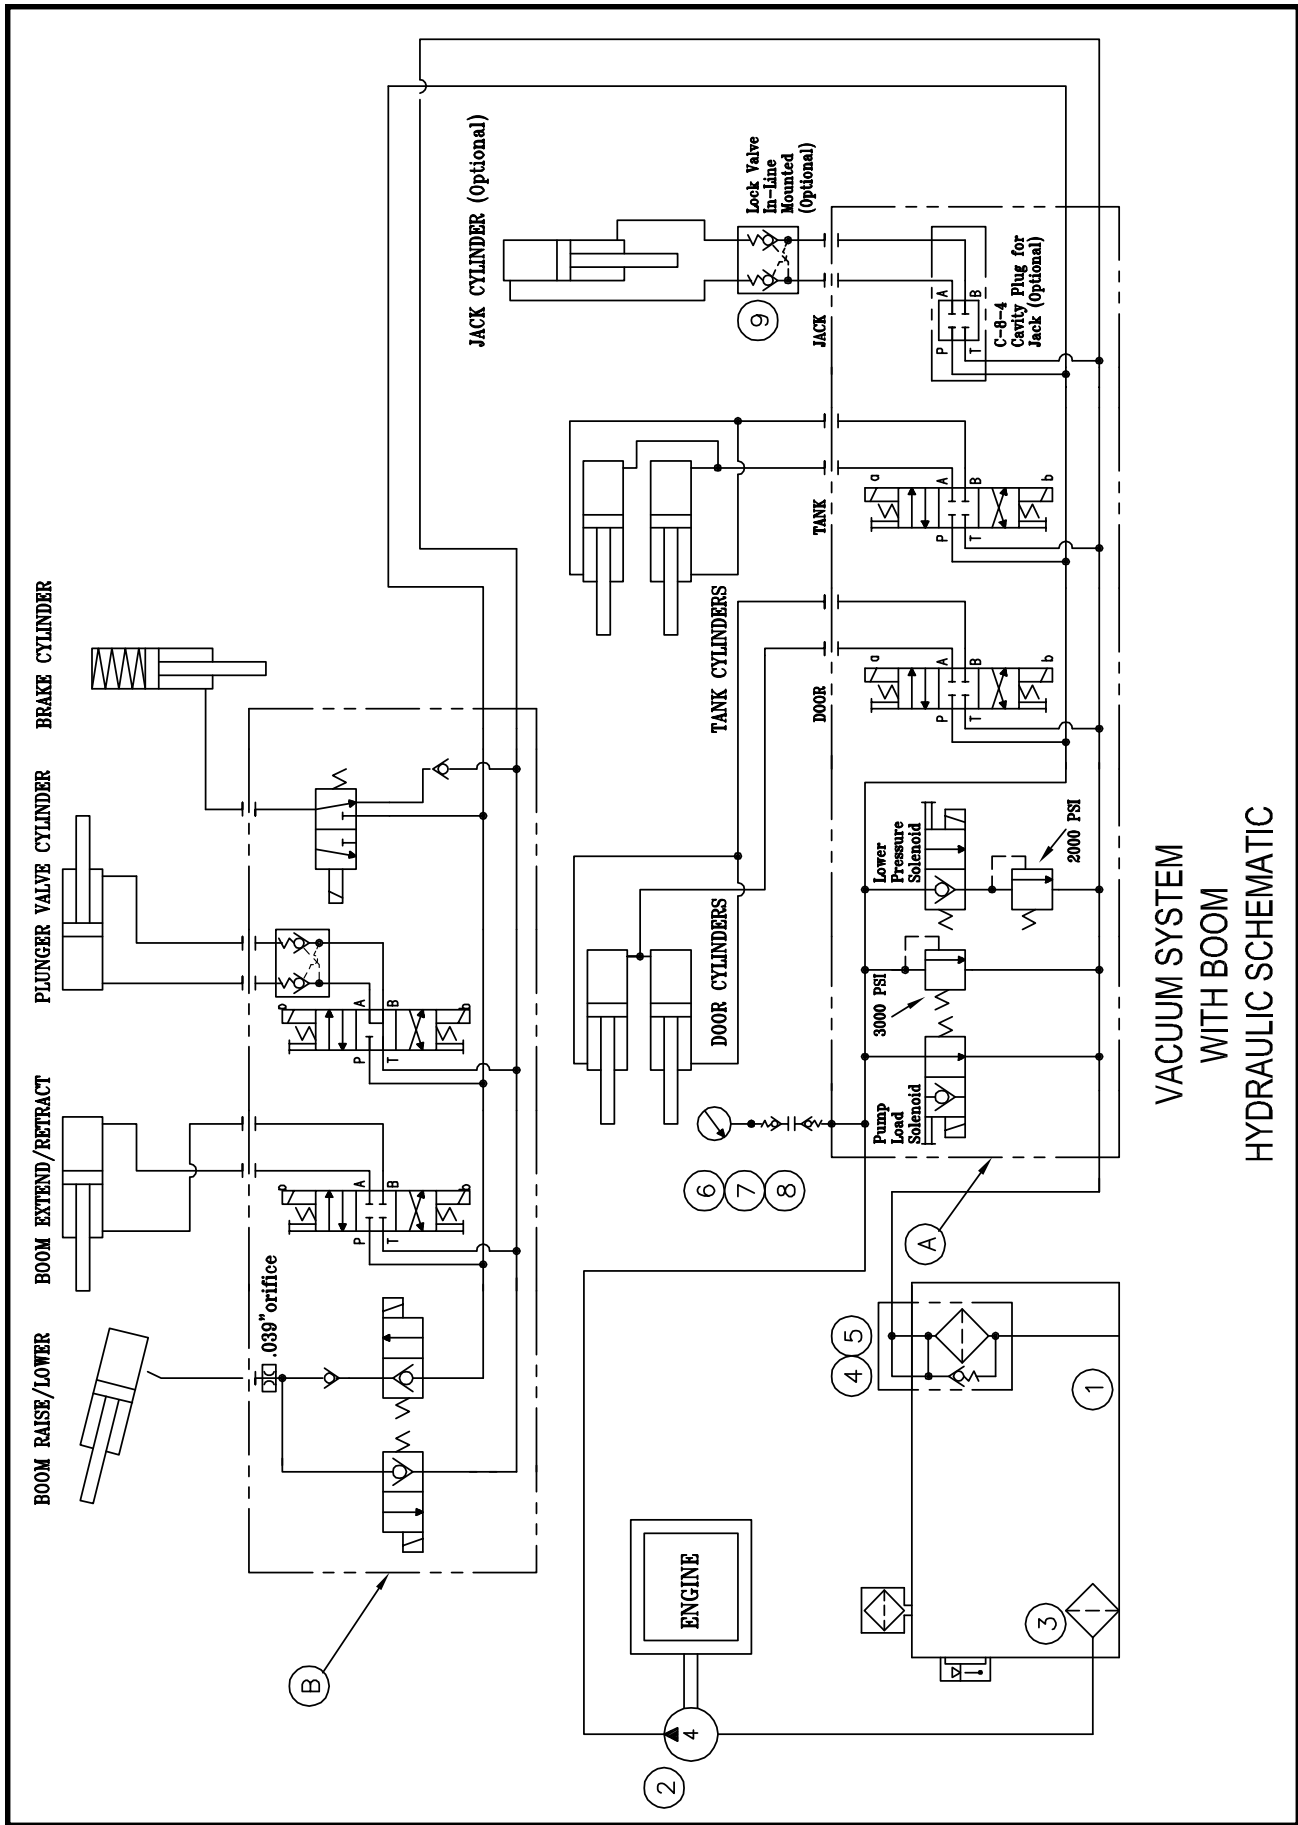 BOOM RAISE/LOWER
BOOM EXTEND/RETRACT
PLUNGER VALVE CYLINDER
BRAKE CYLINDER
.039"orifice
P
T
A
B
b
b
P
T
A
B
b
b
B
JACK CYLINDER (Optional)
Lock Valve
In-Line
Mounted
(Optional)
9
DOOR CYLINDERS
TANK CYLINDERS
DOOR
TANK
JACK
P
T
A
B
a
b
P
T
A
B
a
b
P
T
A
B
C-8-4
Cavity Plug for
Jack (Optional)
6
7
8
Pump
Load
Solenoid
3000 PSI
Lower
Pressure
Solenoid
2000 PSI
A
ENGINE
4
2
4
5
1
3
VACUUM SYSTEM
WITH BOOM
HYDRAULIC SCHEMATIC